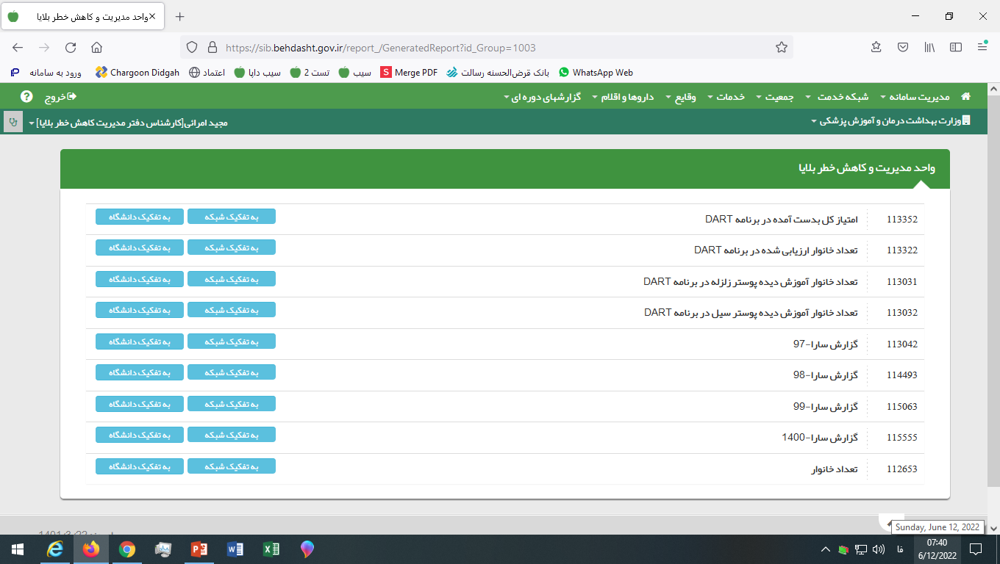 واحد مدیریت و کاهش خطر بلایا
https://sib.behdasht.gov.ir/report_/GeneratedReport?id_Group=1003
ورود به سامانه Chargoon Didgah اعتماد سیب دایا تست 2 سیب Merge PDF بانک قرض‌الحسنه رسالت WhatsApp Web
مدیریت سامانه شبکه خدمت جمعیت خدمات وقایع داروها و اقلام گزارشهای دوره ای خروج
وزارت بهداشت درمان و آموزش پزشکی مجید امرائی[کارشناس دفتر مدیریت کاهش خطر بلایا]
واحد مدیریت و کاهش خطر بلایا
113352 امتیاز کل بدست آمده در برنامه DART به تفکیک شبکه به تفکیک دانشگاه
113322 تعداد خانوار ارزیابی شده در برنامه DART به تفکیک شبکه به تفکیک دانشگاه
113031 تعداد خانوار آموزش دیده پوستر زلزله در برنامه DART به تفکیک شبکه به تفکیک دانشگاه
113032 تعداد خانوار آموزش دیده پوستر سیل در برنامه DART به تفکیک شبکه به تفکیک دانشگاه
113042 گزارش سارا-97 به تفکیک شبکه به تفکیک دانشگاه
114493 گزارش سارا-98 به تفکیک شبکه به تفکیک دانشگاه
115063 گزارش سارا-99 به تفکیک شبکه به تفکیک دانشگاه
115555 گزارش سارا-1400 به تفکیک شبکه به تفکیک دانشگاه
112653 تعداد خانوار به تفکیک شبکه به تفکیک دانشگاه
Sunday, June 12, 2022
فا 07:40
6/12/2022